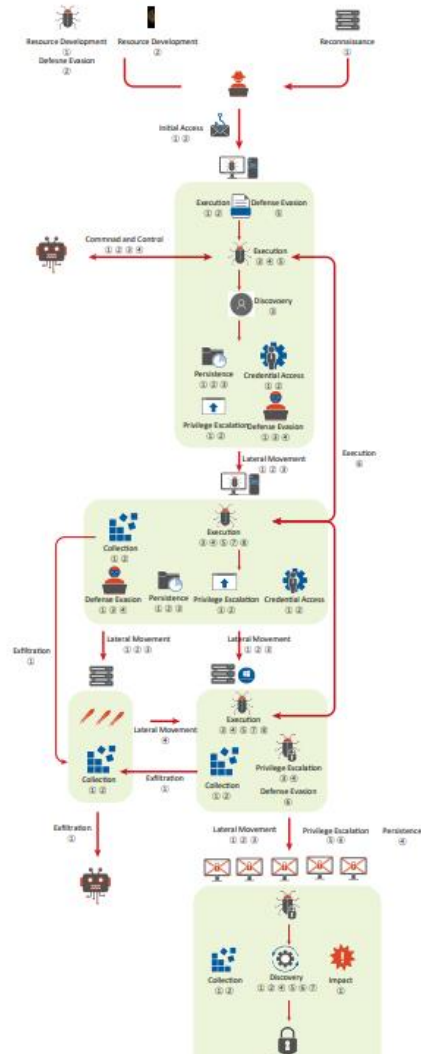 Resource Development
①
Defesne Evasion
②
Resource Development
②
Reconnaissance
①
Initial Access
① ②
Execution
① ②
Defense Evasion
⑤
Commnad and Control
① ② ③ ④
Execution
③ ④ ⑤
Discovoery
③
Persistence
① ② ③
Credential Access
① ②
Privilege Escalation
① ②
Defense Evasion
① ③ ④
Execution
⑥
Lateral Movement
① ② ③
Collection
① ②
Execution
③ ④ ⑤ ⑦ ⑧
Defense Evasion
① ③ ④
Persistence
① ② ③
Privilege Escalation
① ②
Credential Access
① ②
Exfiltration
①
Lateral Movement
① ② ③
Lateral Movement
① ② ③
Lateral Movement
④
Execution
③ ④ ⑤ ⑦ ⑧
Privilege Escalation
③ ④
Collection
① ②
Exfiltration
①
Collection
① ②
Defense Evasion
⑥
Exfiltration
①
Lateral Movement
① ② ③
Privilege Escalation
⑤ ⑥
Persistence
④
Collection
① ②
Discovery
① ② ④ ⑤ ⑥ ⑦
Impact
①